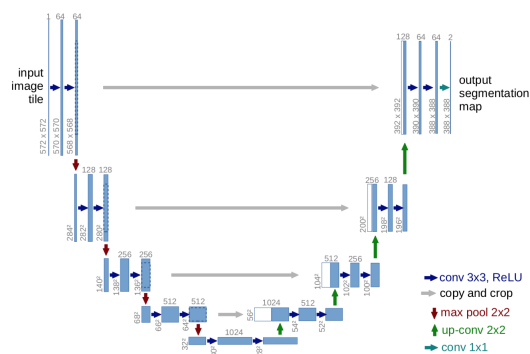 1 64 64
128 64 64 2
input
image
tile
output
segmentation
map
572 x 572
570 x 570
568 x 568
392 x 392
390 x 390
388 x 388
388 x 388
128 128
256 128
284²
282²
280²
200²
198²
196²
256 256
512 256
140²
138²
136²
104²
102²
100²
512 512
1024 512
68²
66²
64²
56²
54²
52²
1024
32²
conv 3x3, ReLU
copy and crop
max pool 2x2
up-conv 2x2
conv 1x1